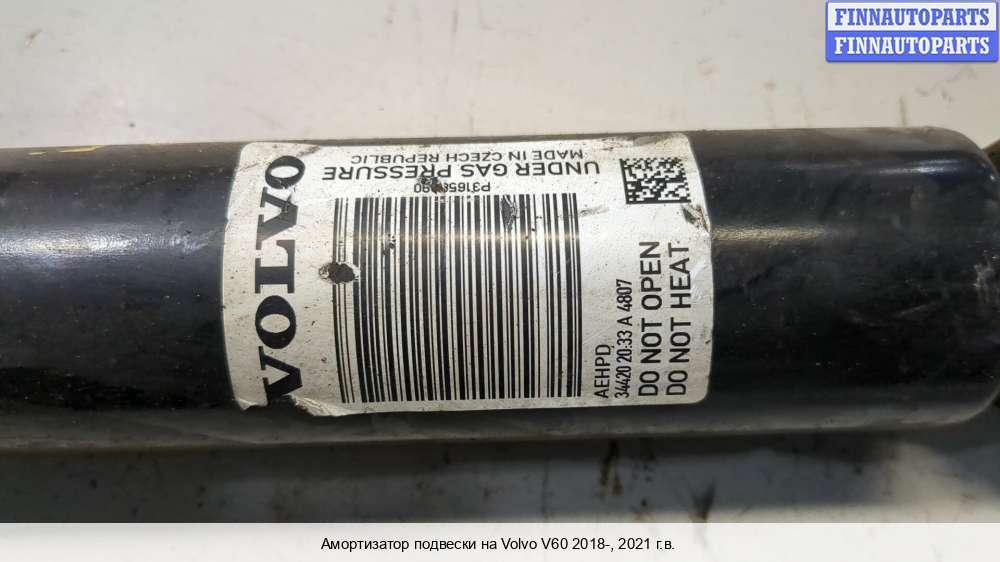 FINNAUTOPARTS
FINNAUTOPARTS
VOLVO
UNDER GAS PRESSURE
MADE IN CZECH REPUBLIC
AEHPD
34420 20:33 A 4807
DO NOT OPEN
DO NOT HEAT
Амортизатор подвески на Volvo V60 2018-, 2021 г.в.